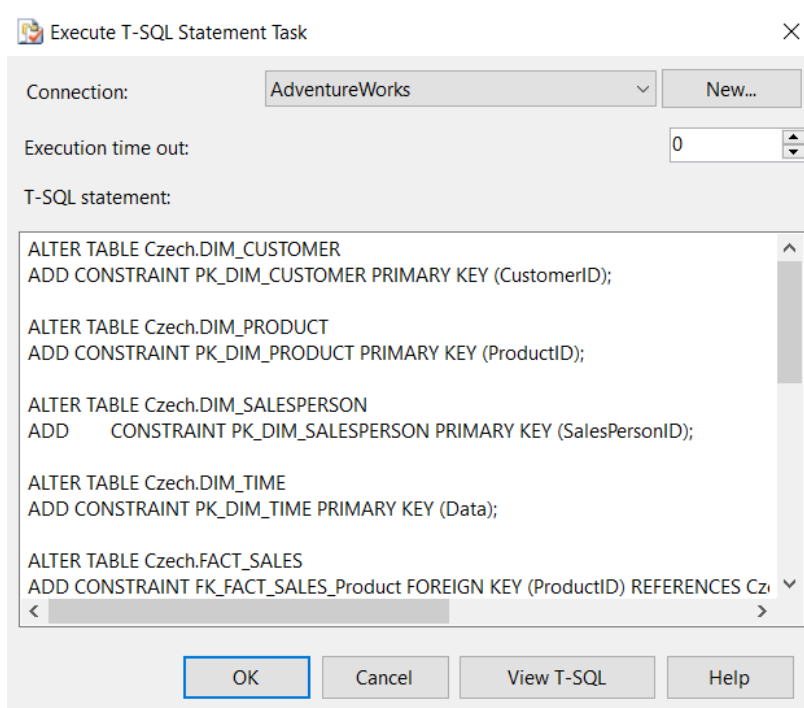 Execute T-SQL Statement Task
Connection:
AdventureWorks
New...
Execution time out:
0
T-SQL statement:
ALTER TABLE Czech.DIM_CUSTOMER
ADD CONSTRAINT PK_DIM_CUSTOMER PRIMARY KEY (CustomerID);
ALTER TABLE Czech.DIM_PRODUCT
ADD CONSTRAINT PK_DIM_PRODUCT PRIMARY KEY (ProductID);
ALTER TABLE Czech.DIM_SALESPERSON
ADD      CONSTRAINT PK_DIM_SALESPERSON PRIMARY KEY (SalesPersonID);
ALTER TABLE Czech.DIM_TIME
ADD CONSTRAINT PK_DIM_TIME PRIMARY KEY (Data);
ALTER TABLE Czech.FACT_SALES
ADD CONSTRAINT FK_FACT_SALES_Product FOREIGN KEY (ProductID) REFERENCES
OK
Cancel
View T-SQL
Help